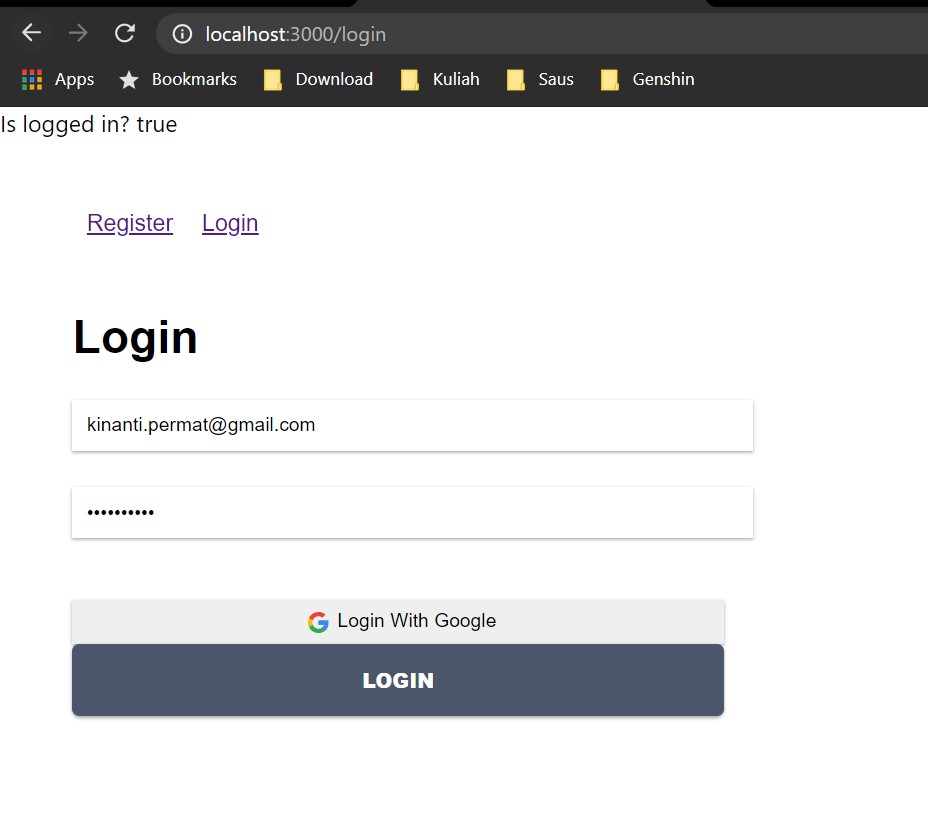 localhost:3000/login
Apps Bookmarks Download Kuliah Saus Genshin
Is logged in? true
Register Login
Login
kinanti.permat@gmail.com
••••••••••
Login With Google
LOGIN